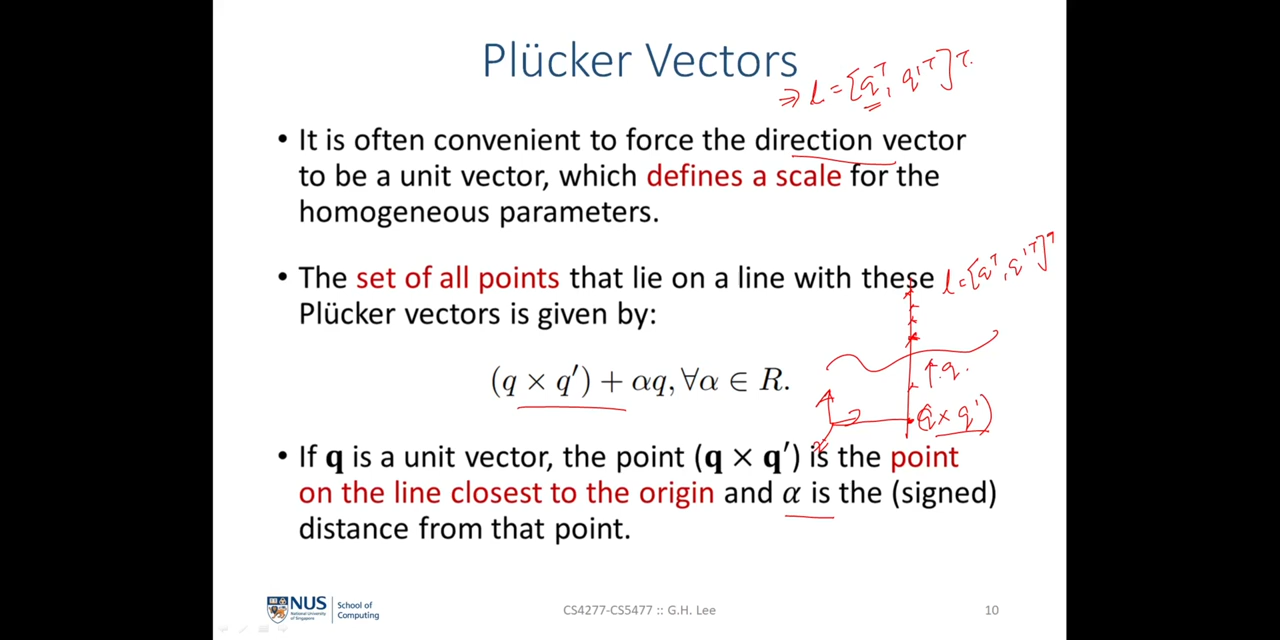 Plücker Vectors
⇒ l = [qᵀ, q'ᵀ]ᵀ.
• It is often convenient to force the direction vector
to be a unit vector, which defines a scale for the
homogeneous parameters.
• The set of all points that lie on a line with these
l = [qᵀ, q'ᵀ]ᵀ
Plücker vectors is given by:
(q × q′) + αq, ∀α ∈ R.
q.
(q × q')
• If q is a unit vector, the point (q × q′) is the point
on the line closest to the origin and α is the (signed)
distance from that point.
NUS
National University
of Singapore
School of
Computing
CS4277-CS5477 :: G.H. Lee
10